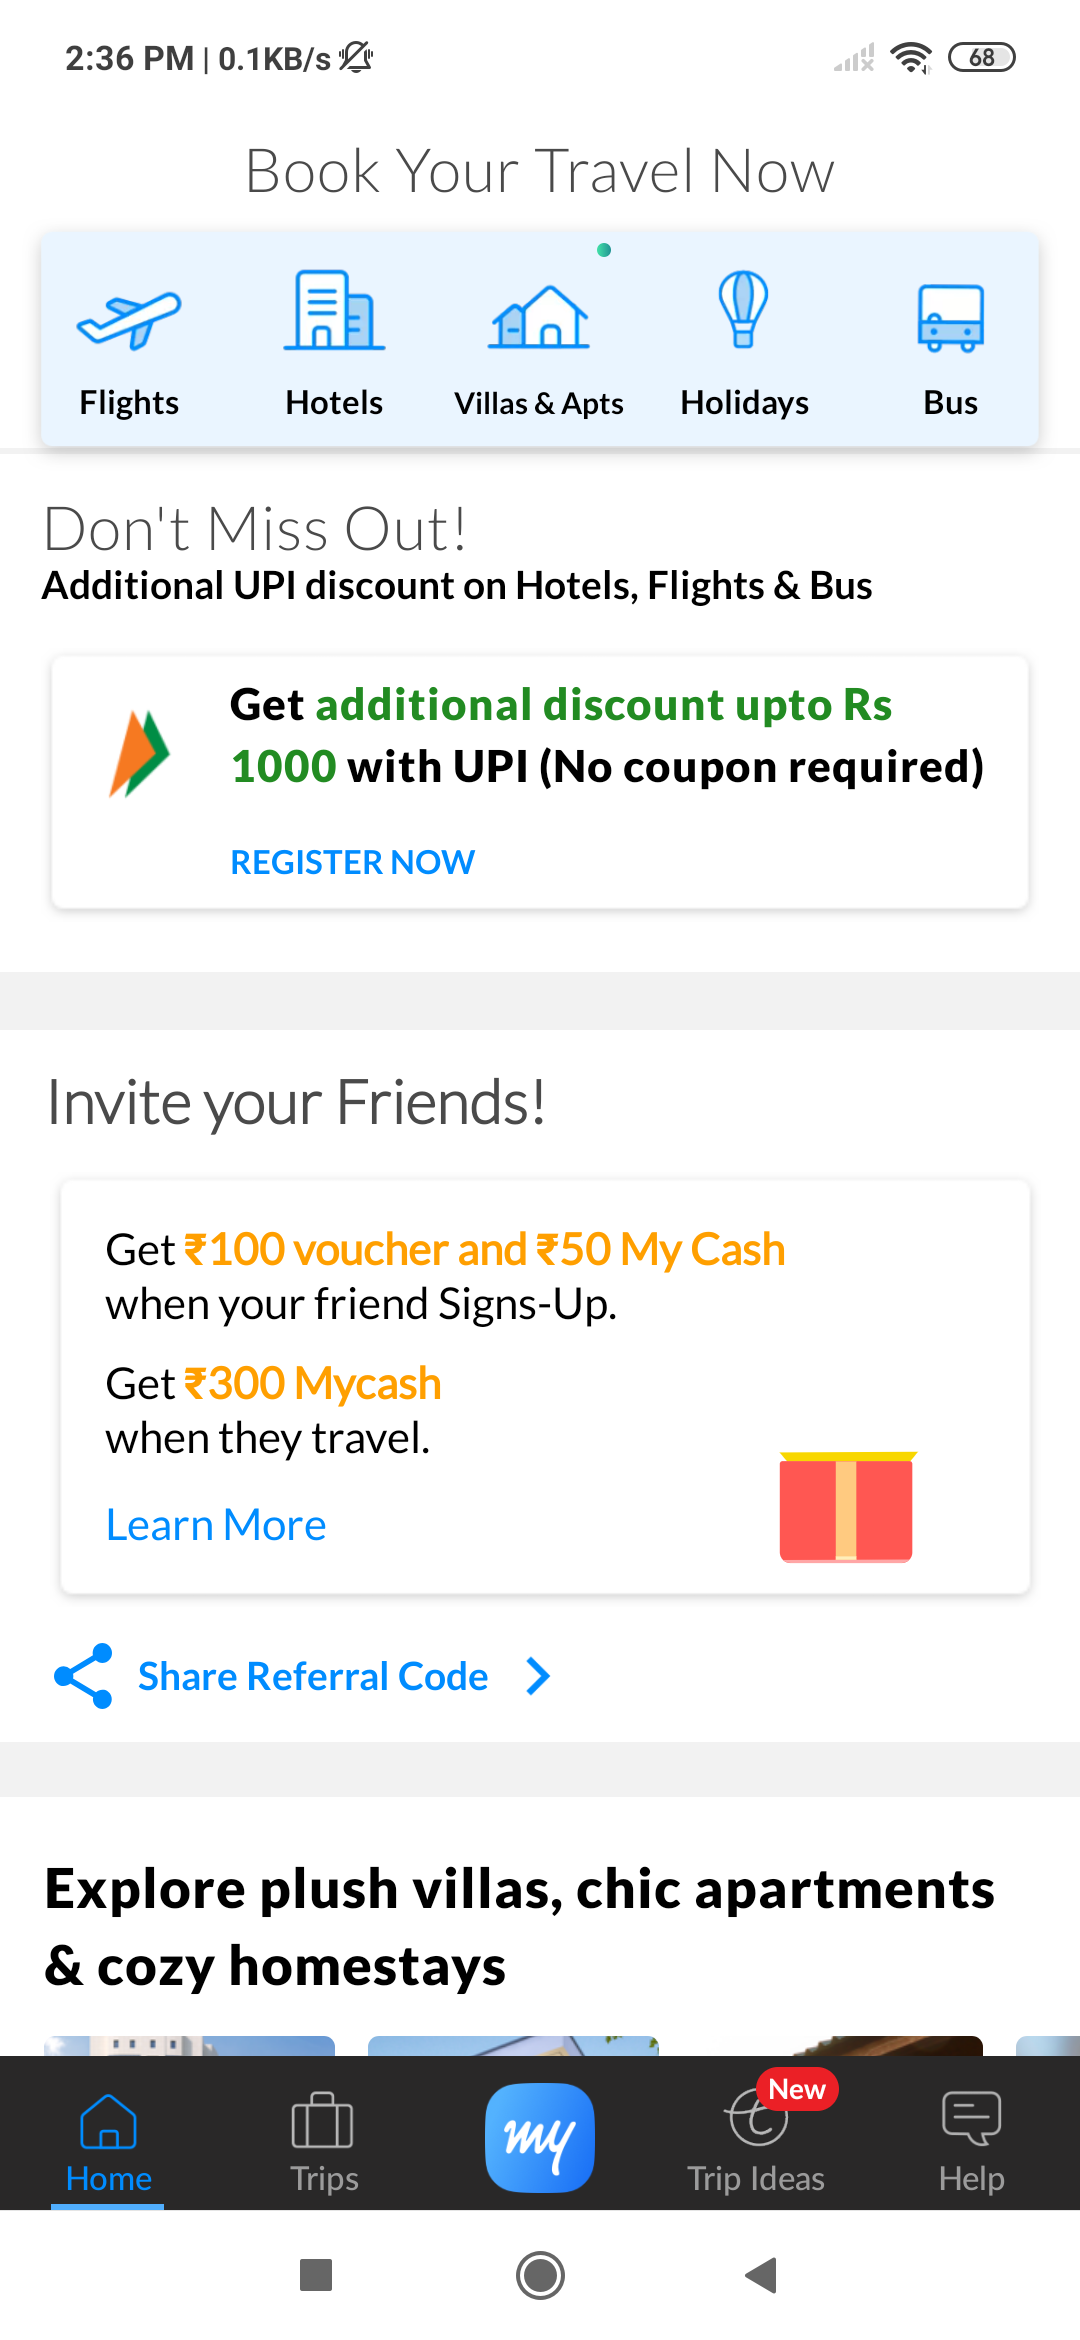 2:36 PM | 0.1KB/s
68
Book Your Travel Now
Flights
Hotels
Villas & Apts
Holidays
Bus
Don't Miss Out!
Additional UPI discount on Hotels, Flights & Bus
Get additional discount upto Rs
1000 with UPI (No coupon required)
REGISTER NOW
Invite your Friends!
Get ₹100 voucher and ₹50 My Cash
when your friend Signs-Up.
Get ₹300 Mycash
when they travel.
Learn More
Share Referral Code
Explore plush villas, chic apartments
& cozy homestays
New
my
Home
Trips
Trip Ideas
Help